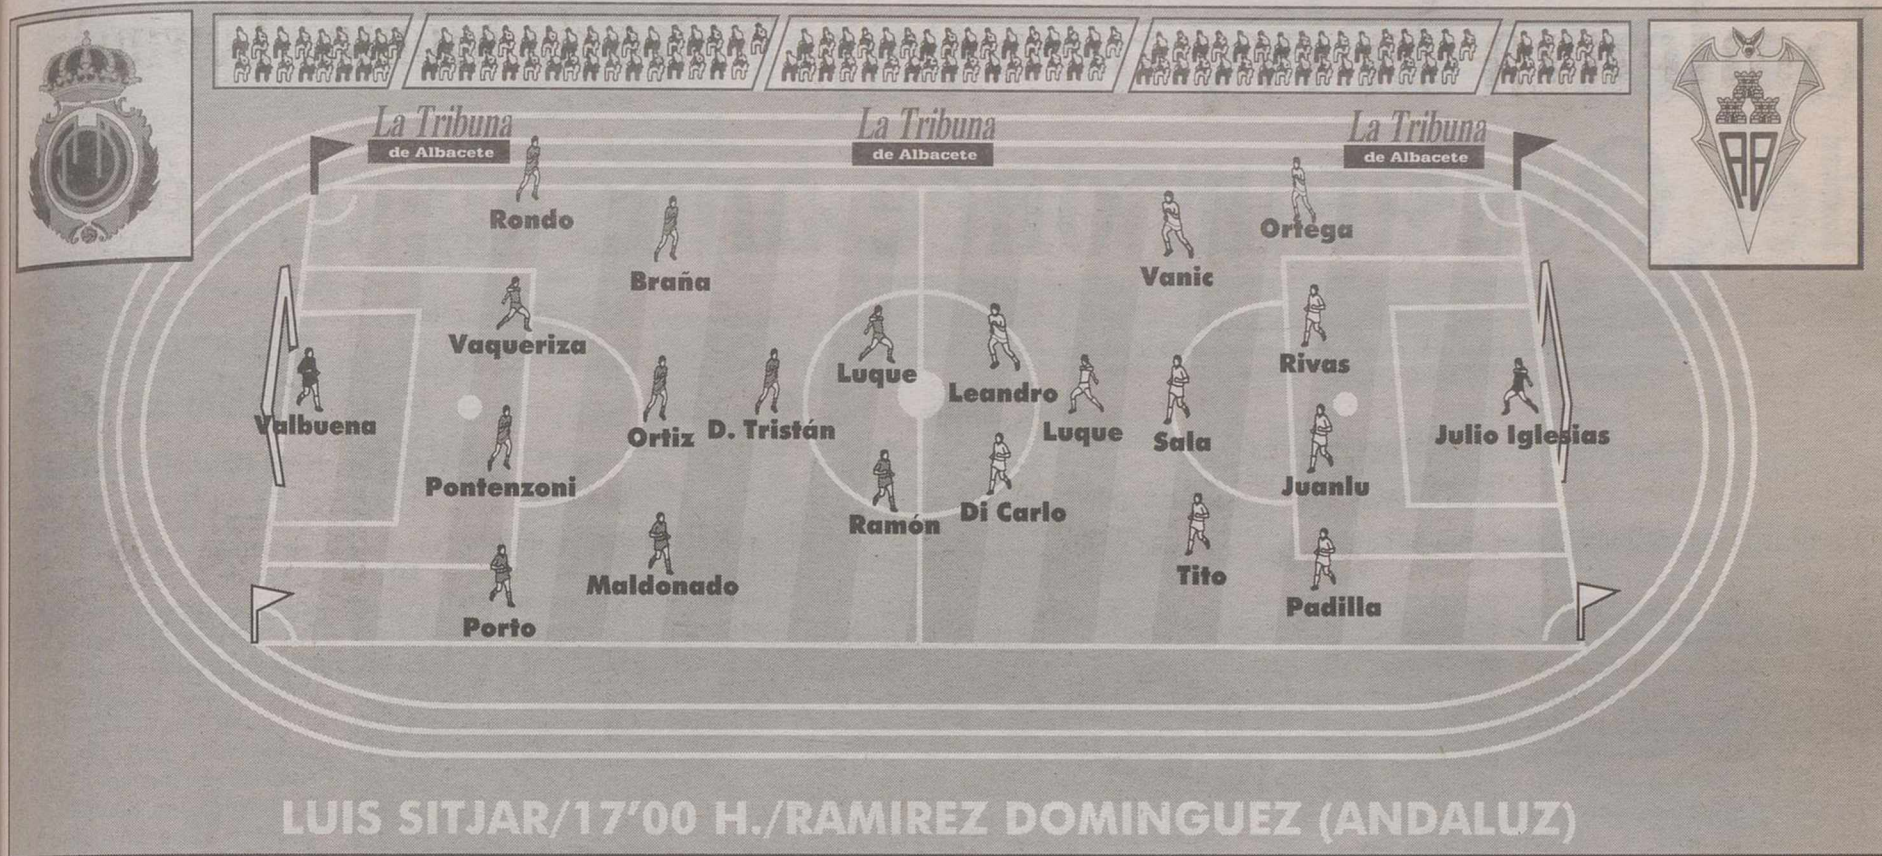 La Tribuna
de Albacete
La Tribuna
de Albacete
La Tribuna
de Albacete
Rondo
Braña
Vaqueriza
Valbuena
Pontenzoni
Ortiz
D. Tristán
Luque
Ramón
Maldonado
Porto
Vanic
Ortega
Rivas
Leandro
Luque
Sala
Di Carlo
Juanlu
Julio Iglesias
Tito
Padilla
LUIS SITJAR/17'00 H./RAMIREZ DOMINGUEZ (ANDALUZ)